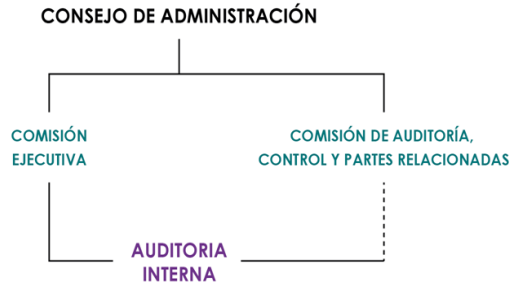 CONSEJO DE ADMINISTRACIÓN
COMISIÓN
EJECUTIVA
COMISIÓN DE AUDITORÍA,
CONTROL Y PARTES RELACIONADAS
AUDITORIA
INTERNA